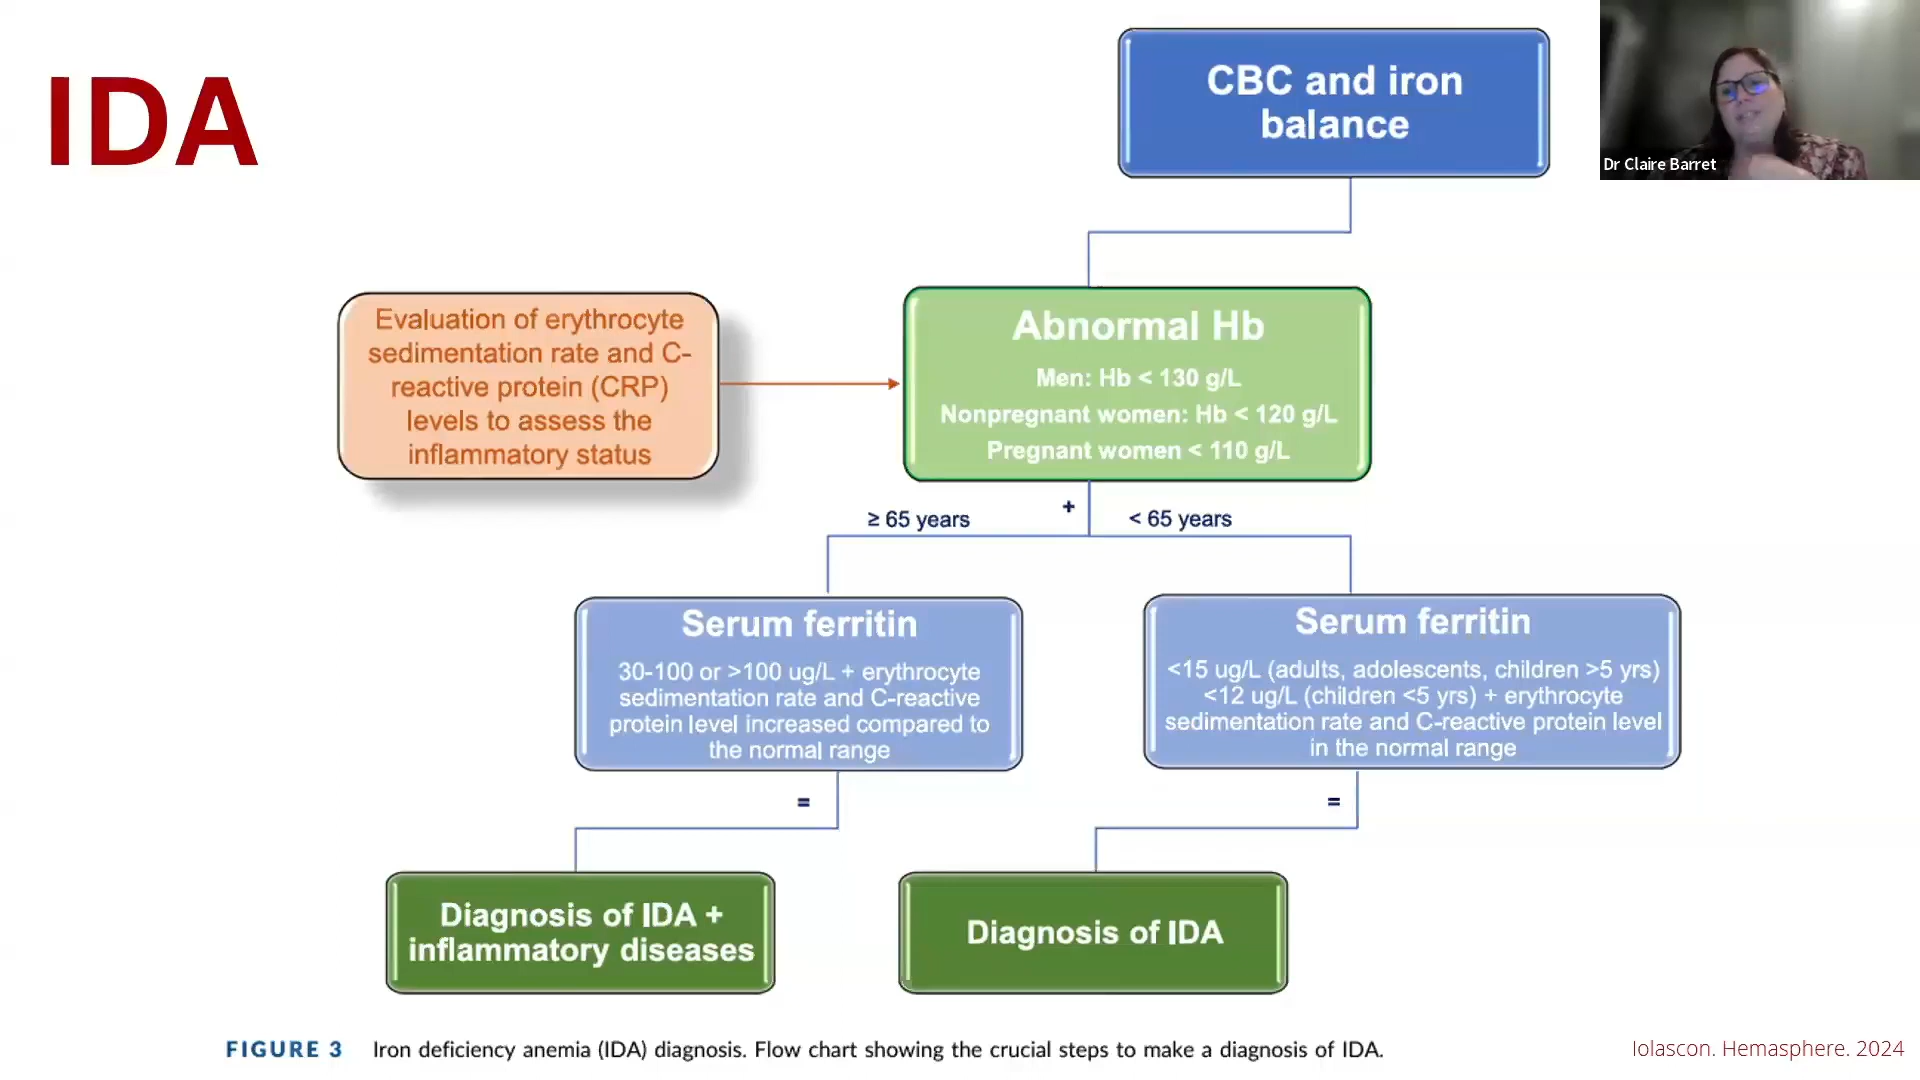 IDA
CBC and iron
balance
Dr Claire Barret
Evaluation of erythrocyte
sedimentation rate and C-
reactive protein (CRP)
levels to assess the
inflammatory status
Abnormal Hb
Men: Hb < 130 g/L
Nonpregnant women: Hb < 120 g/L
Pregnant women < 110 g/L
≥ 65 years
+
< 65 years
Serum ferritin
30-100 or >100 ug/L + erythrocyte
sedimentation rate and C-reactive
protein level increased compared to
the normal range
Serum ferritin
<15 ug/L (adults, adolescents, children >5 yrs)
<12 ug/L (children <5 yrs) + erythrocyte
sedimentation rate and C-reactive protein level
in the normal range
=
=
Diagnosis of IDA +
inflammatory diseases
Diagnosis of IDA
FIGURE 3 Iron deficiency anemia (IDA) diagnosis. Flow chart showing the crucial steps to make a diagnosis of IDA.
Iolascon. Hemasphere. 2024